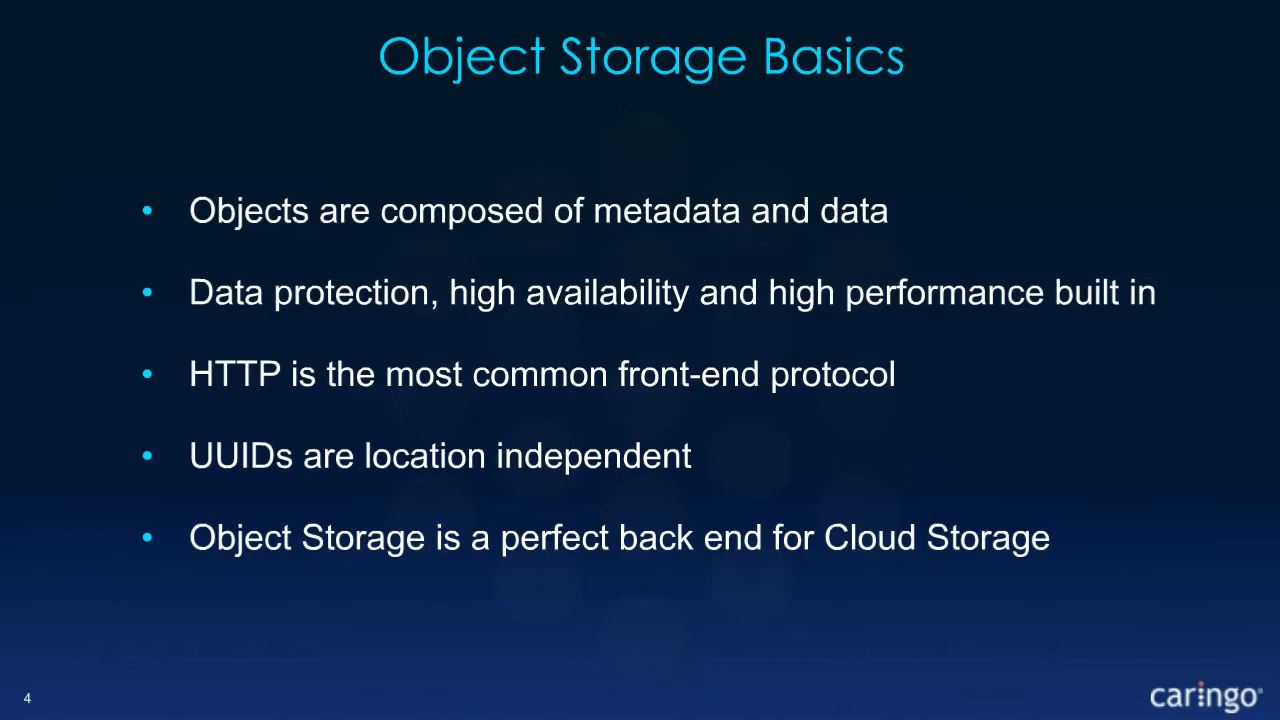 Object Storage Basics
• Objects are composed of metadata and data
• Data protection, high availability and high performance built in
• HTTP is the most common front-end protocol
• UUIDs are location independent
• Object Storage is a perfect back end for Cloud Storage
4
caringo